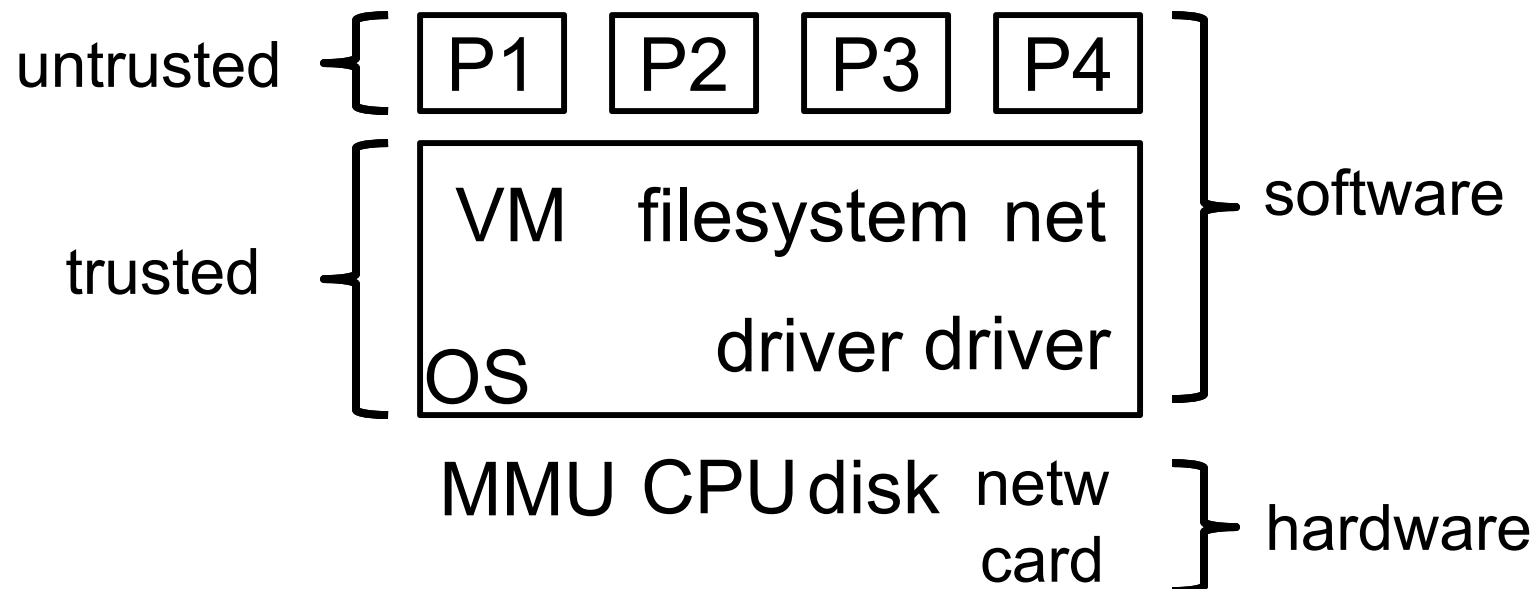 untrusted
P1 P2 P3 P4
software
VM filesystem net
trusted
driver driver
OS
MMU CPU disk netw
card
hardware